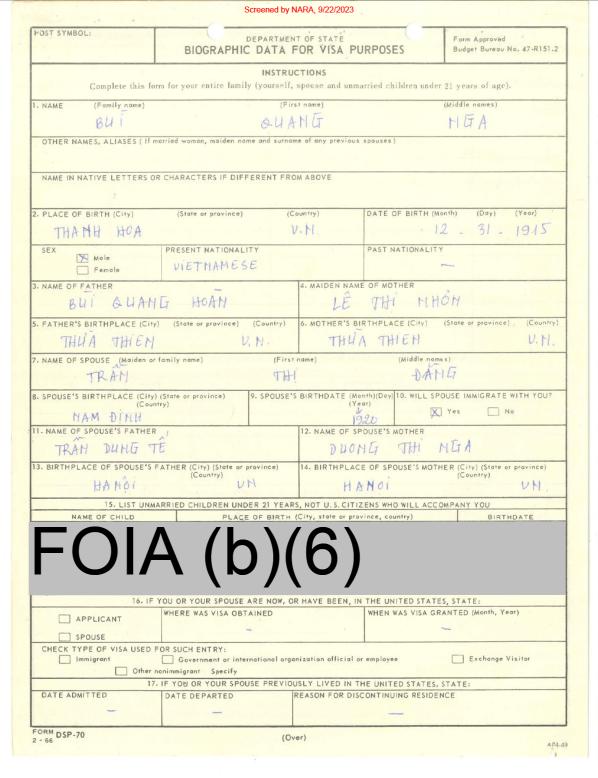 Screened by NARA, 9/22/2023
POST SYMBOL:
DEPARTMENT OF STATE
BIOGRAPHIC DATA FOR VISA PURPOSES
Form Approved
Budget Bureau No. 47-R151.2
INSTRUCTIONS
Complete this form for your entire family (yourself, spouse and unmarried children under 21 years of age).
1. NAME (Family name) (First name) (Middle names)
BUI QUANG NGA
OTHER NAMES, ALIASES ( If married woman, maiden name and surname of any previous spouses )
NAME IN NATIVE LETTERS OR CHARACTERS IF DIFFERENT FROM ABOVE
2. PLACE OF BIRTH (City) (State or province) (Country) DATE OF BIRTH (Month) (Day) (Year)
THANH HOA V.N. 12 - 31 - 1915
SEX PRESENT NATIONALITY PAST NATIONALITY
Male
Female
VIETNAMESE —
3. NAME OF FATHER 4. MAIDEN NAME OF MOTHER
BUI QUANG HOÃN LÊ THI NHÓN
5. FATHER'S BIRTHPLACE (City) (State or province) (Country) 6. MOTHER'S BIRTHPLACE (City) (State or province) (Country)
THỪA THIEN V.N. THỪA THIEN V.N.
7. NAME OF SPOUSE (Maiden or family name) (First name) (Middle names)
TRẦN THI ĐẢNG
8. SPOUSE'S BIRTHPLACE (City) (State or province) (Country) 9. SPOUSE'S BIRTHDATE (Month)(Day) (Year) 10. WILL SPOUSE IMMIGRATE WITH YOU?
NAM ĐỊNH 1920 Yes No
11. NAME OF SPOUSE'S FATHER 12. NAME OF SPOUSE'S MOTHER
TRẦN DUNG TÊ DUONG THI NGA
13. BIRTHPLACE OF SPOUSE'S FATHER (City) (State or province) (Country) 14. BIRTHPLACE OF SPOUSE'S MOTHER (City) (State or province) (Country)
HANÔI VN HANOI VN.
15. LIST UNMARRIED CHILDREN UNDER 21 YEARS, NOT U.S. CITIZENS WHO WILL ACCOMPANY YOU
NAME OF CHILD PLACE OF BIRTH (City, state or province, country) BIRTHDATE
FOIA (b)(6)
16. IF YOU OR YOUR SPOUSE ARE NOW, OR HAVE BEEN, IN THE UNITED STATES, STATE:
APPLICANT
SPOUSE
WHERE WAS VISA OBTAINED WHEN WAS VISA GRANTED (Month, Year)
— —
CHECK TYPE OF VISA USED FOR SUCH ENTRY:
Immigrant Government or international organization official or employee Exchange Visitor
Other nonimmigrant Specify
17. IF YOU OR YOUR SPOUSE PREVIOUSLY LIVED IN THE UNITED STATES, STATE:
DATE ADMITTED DATE DEPARTED REASON FOR DISCONTINUING RESIDENCE
— — —
FORM DSP-70
2 - 66
(Over)